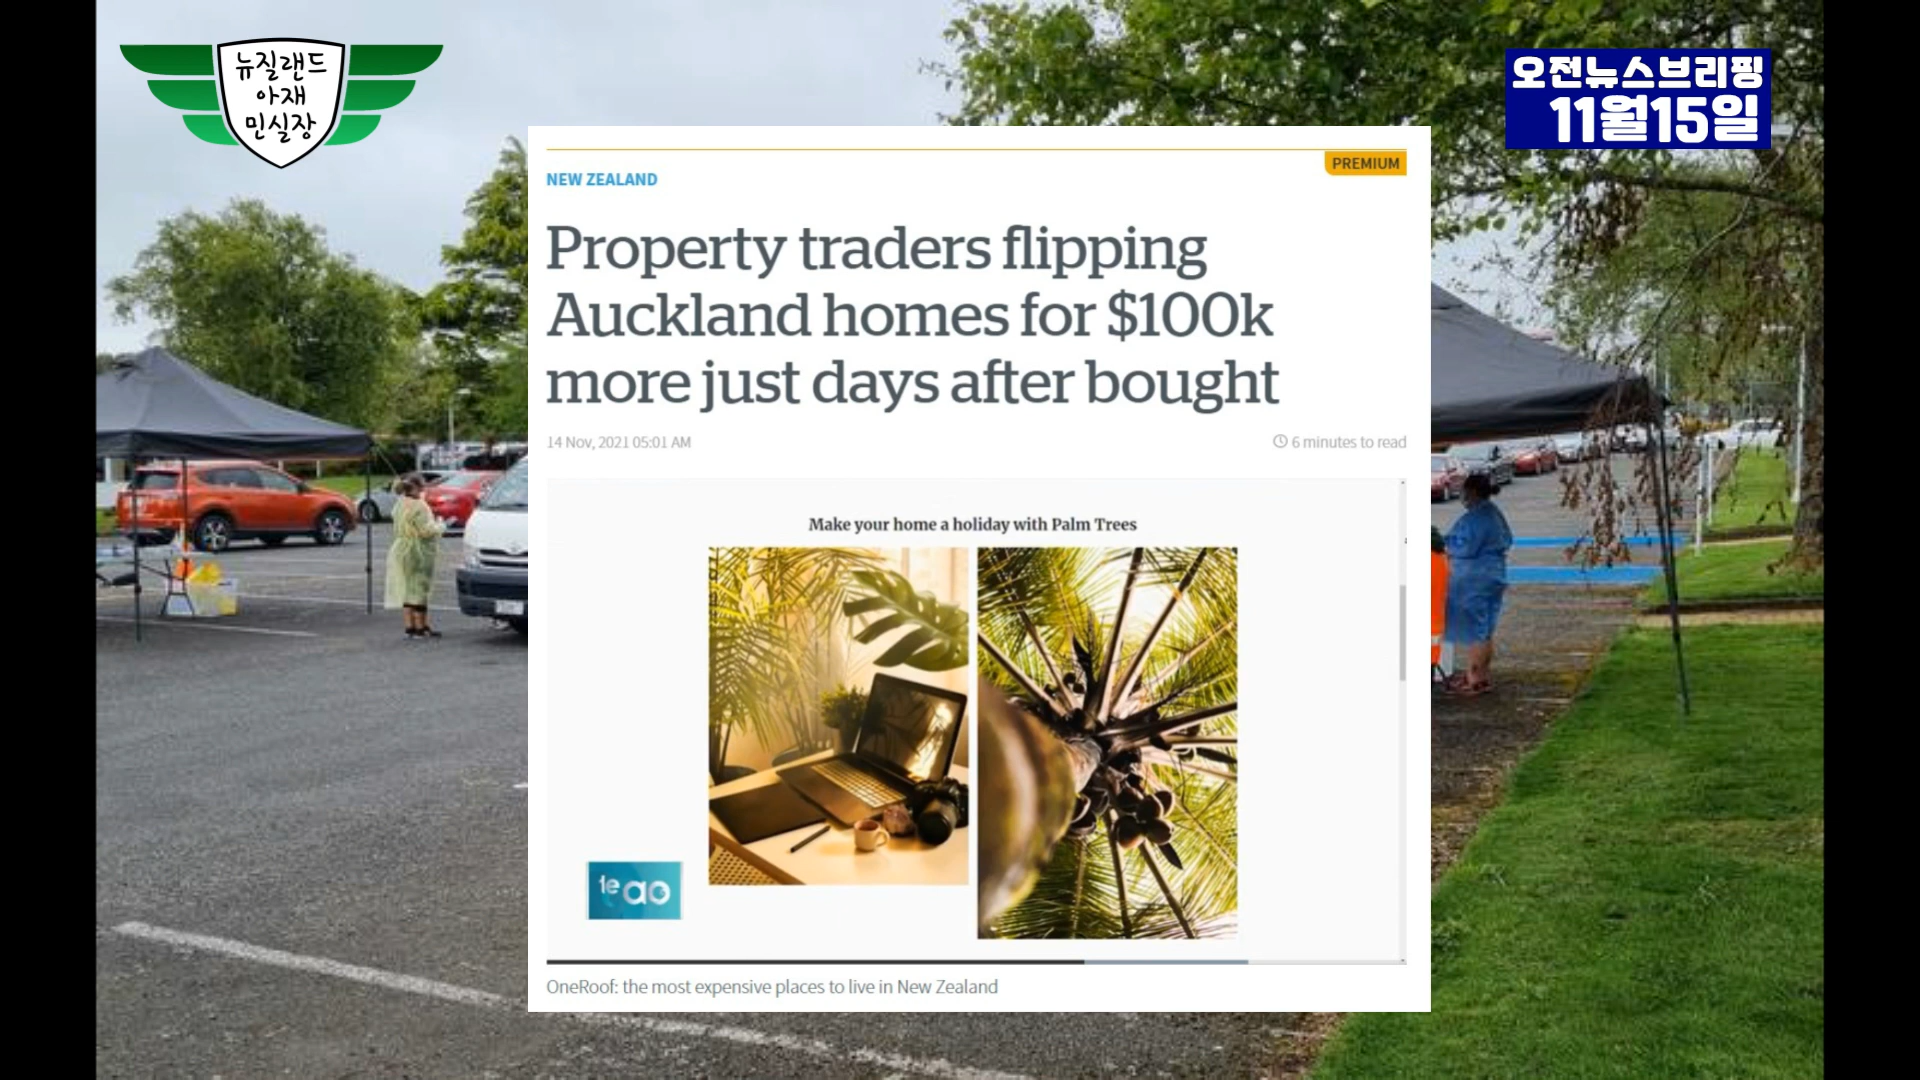 뉴질랜드
아재
민실장
오전뉴스브리핑
11월15일
PREMIUM
NEW ZEALAND
Property traders flipping
Auckland homes for $100k
more just days after bought
14 Nov, 2021 05:01 AM
6 minutes to read
Make your home a holiday with Palm Trees
te ao
OneRoof: the most expensive places to live in New Zealand